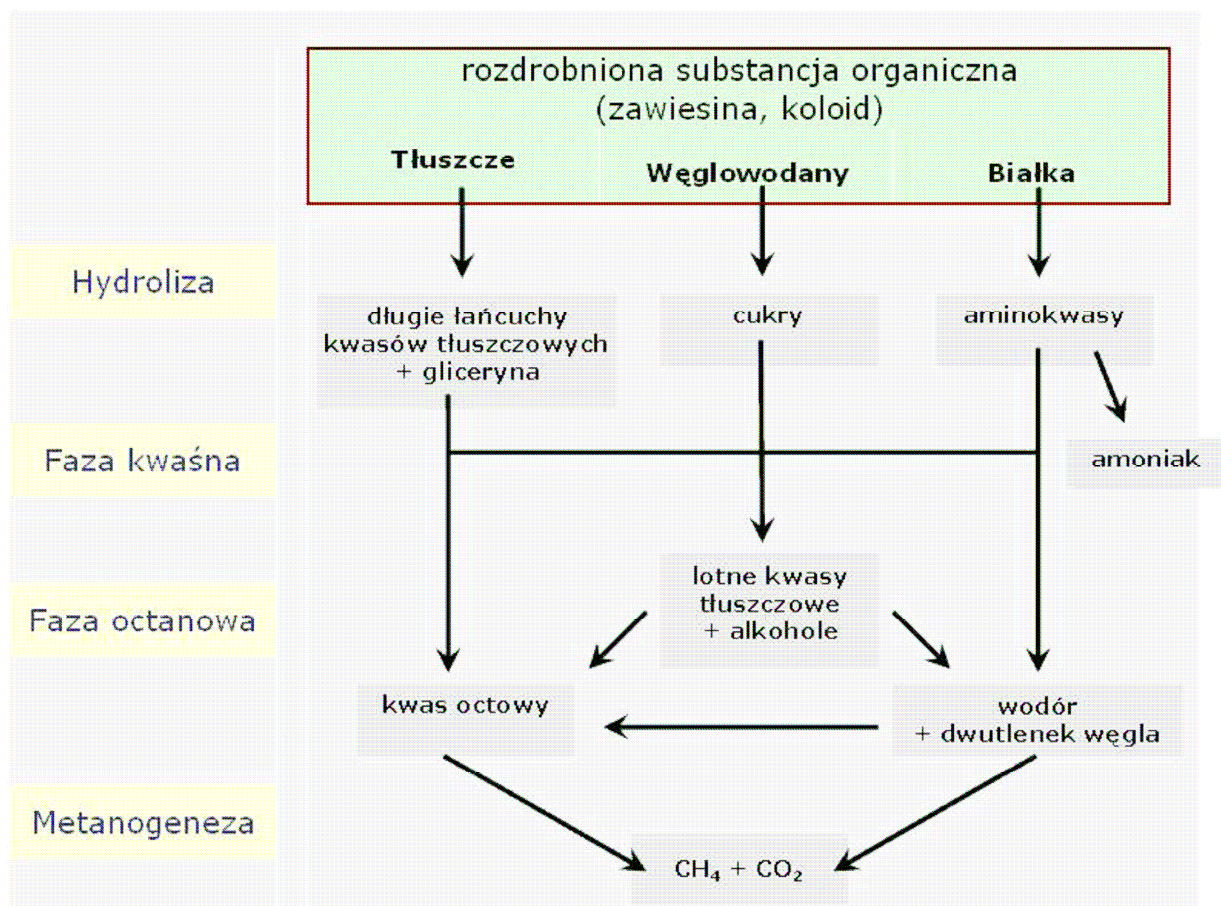 rozdrobniona substancja organiczna
(zawiesina, koloid)
Tłuszcze
Węglowodany
Białka
Hydroliza
długie łańcuchy
kwasów tłuszczowych
+ gliceryna
cukry
aminokwasy
Faza kwaśna
amoniak
Faza octanowa
lotne kwasy
tłuszczowe
+ alkohole
kwas octowy
wodór
+ dwutlenek węgla
Metanogeneza
CH₄ + CO₂